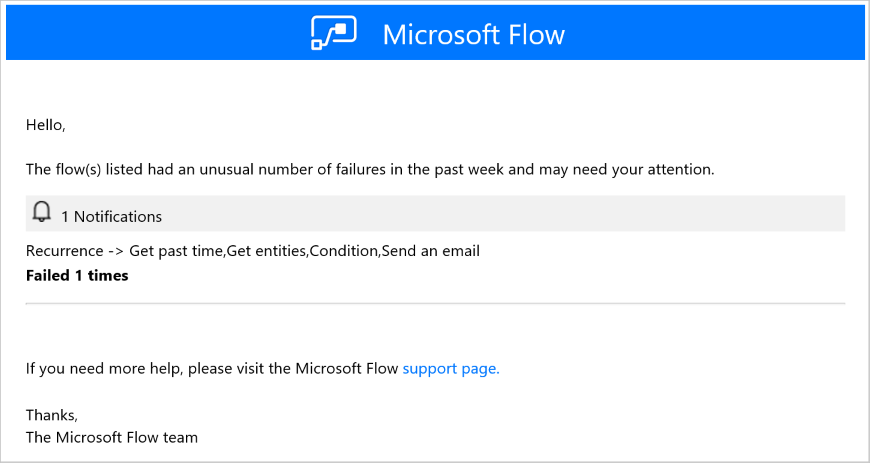 Microsoft Flow
Hello,
The flow(s) listed had an unusual number of failures in the past week and may need your attention.
1 Notifications
Recurrence -> Get past time,Get entities,Condition,Send an email
Failed 1 times
If you need more help, please visit the Microsoft Flow support page.
Thanks,
The Microsoft Flow team